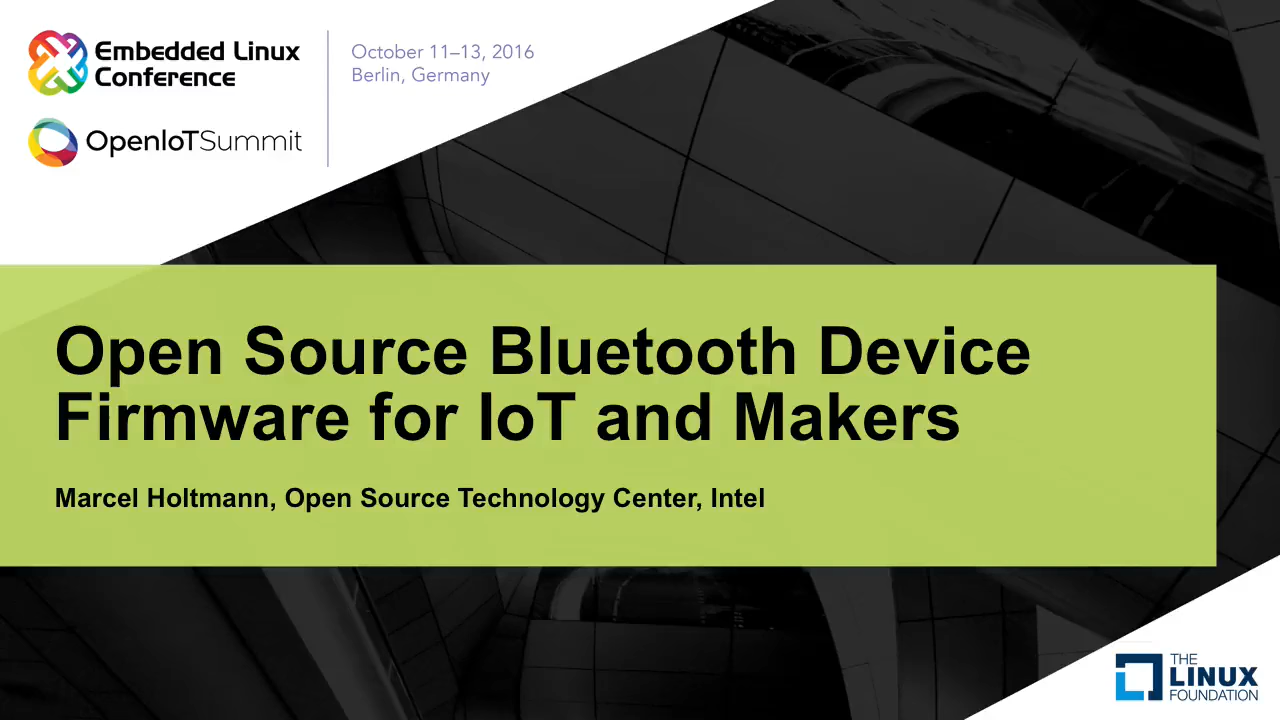 Embedded Linux
Conference
OpenIoTSummit
October 11–13, 2016
Berlin, Germany
Open Source Bluetooth Device
Firmware for IoT and Makers
Marcel Holtmann, Open Source Technology Center, Intel
THE
LINUX
FOUNDATION